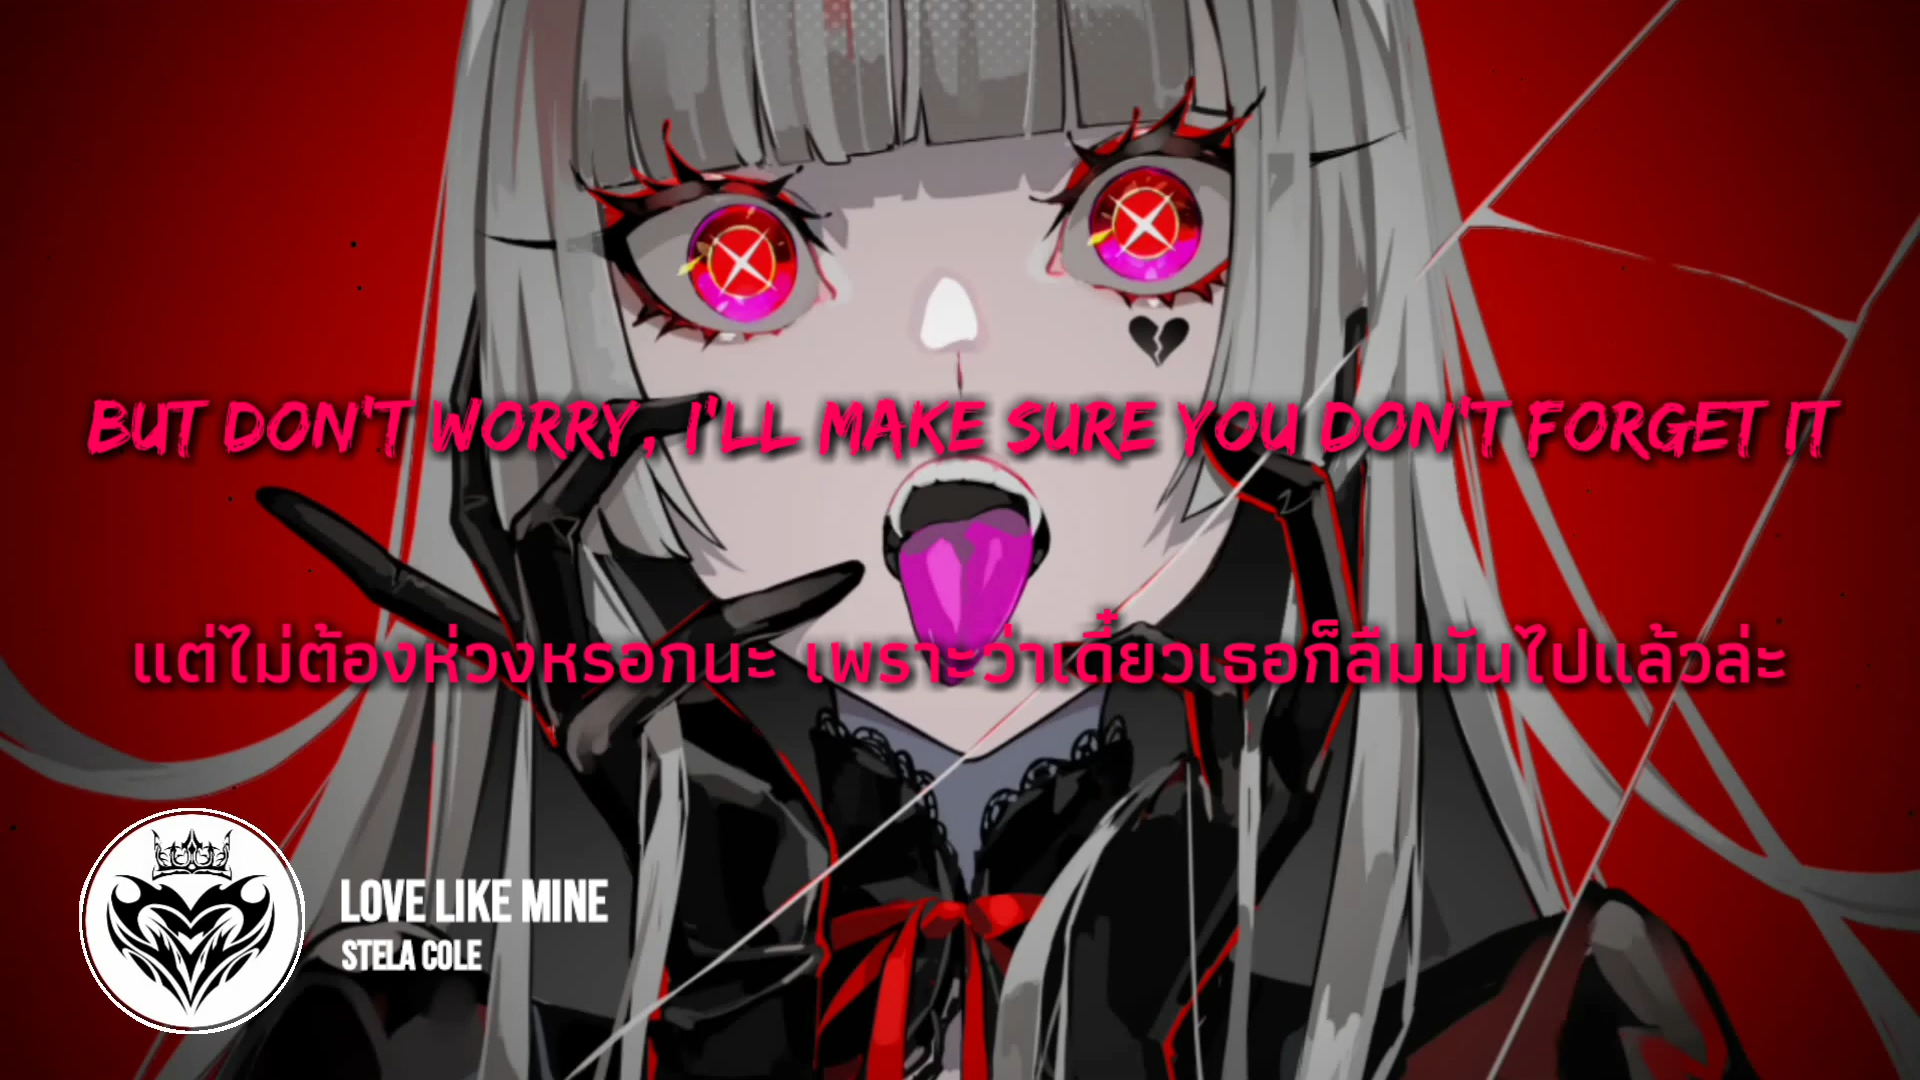 BUT DON'T WORRY, I'LL MAKE SURE YOU DON'T FORGET IT
แต่ไม่ต้องห่วงหรอกนะ เพราะว่าเดี๋ยวเธอก็ลืมมันไปแล้วล่ะ
LOVE LIKE MINE
STELA COLE